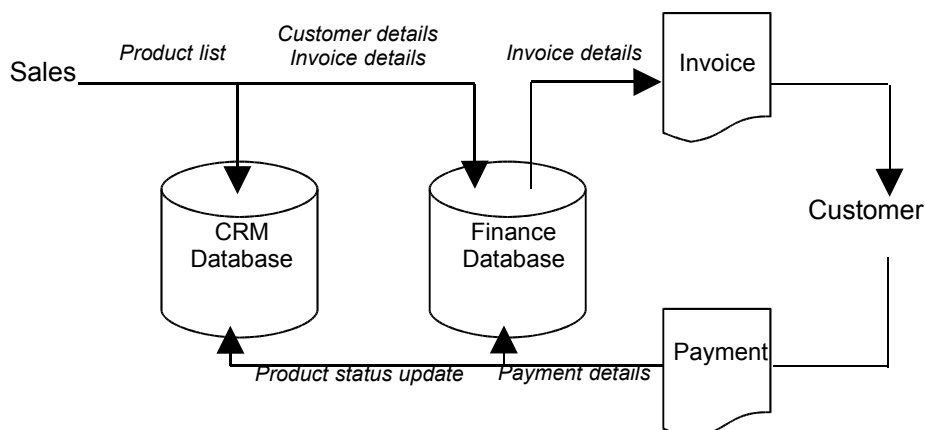 Product list
Customer details
Invoice details
Invoice details
Sales
Invoice
CRM
Database
Finance
Database
Customer
Payment
Product status update
Payment details